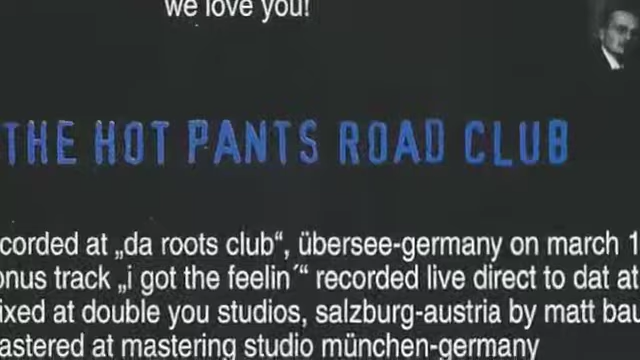 we love you!
THE HOT PANTS ROAD CLUB
corded at „da roots club“, übersee-germany on march 1
onus track „i got the feelin´“ recorded live direct to dat at
ixed at double you studios, salzburg-austria by matt bau
astered at mastering studio münchen-germany